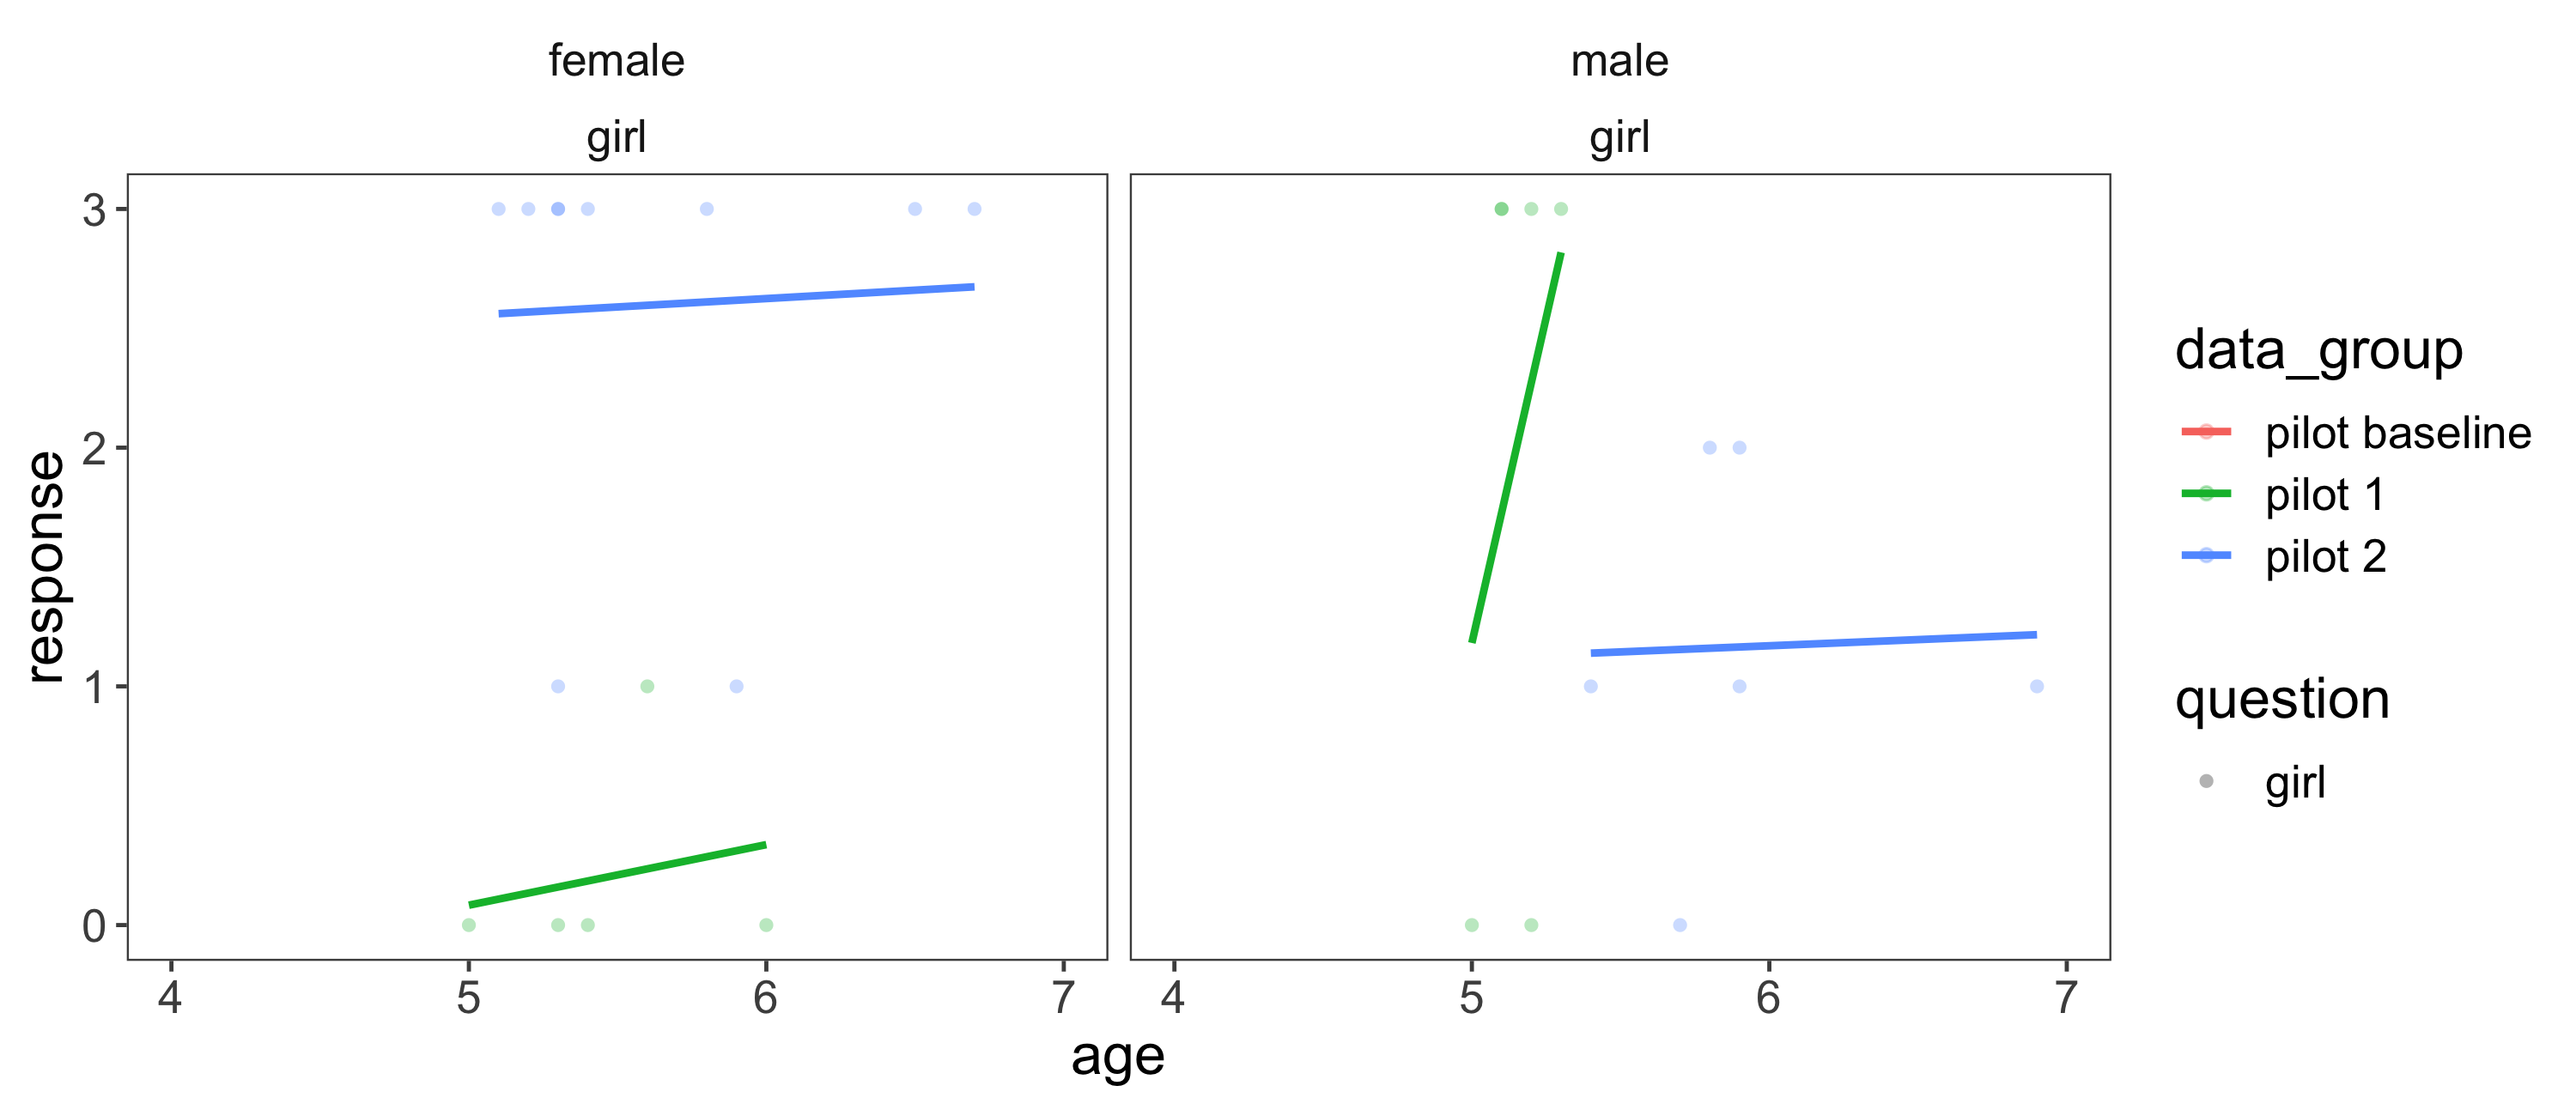 female
male
girl
girl
3
2
1
0
response
4
5
6
7
4
5
6
7
age
data_group
pilot baseline
pilot 1
pilot 2
question
girl